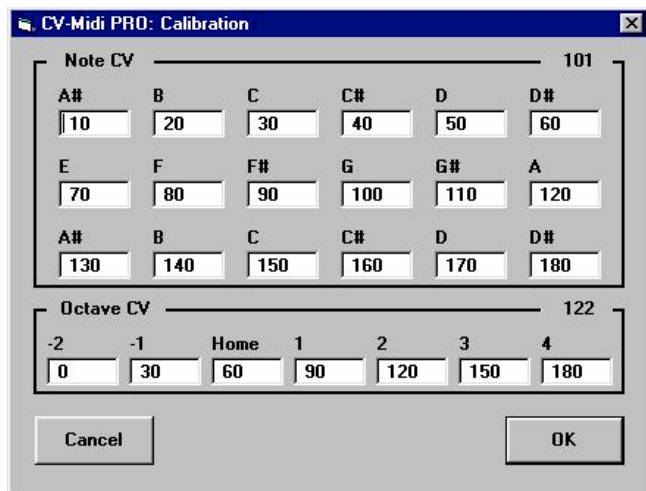 CV-Midi PRO: Calibration
Note CV 101
A# B C C# D D#
10 20 30 40 50 60
E F F# G G# A
70 80 90 100 110 120
A# B C C# D D#
130 140 150 160 170 180
Octave CV 122
-2 -1 Home 1 2 3 4
0 30 60 90 120 150 180
Cancel OK